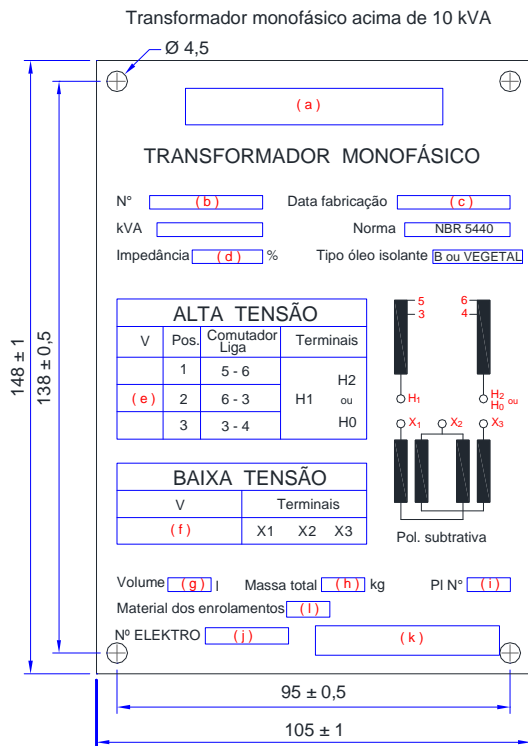 Transformador monofásico acima de 10 kVA
Ø 4,5
( a )
TRANSFORMADOR MONOFÁSICO
N° ( b ) Data fabricação ( c )
kVA Norma NBR 5440
Impedância ( d ) % Tipo óleo isolante B ou VEGETAL
ALTA TENSÃO
V Pos. Comutador Liga Terminais
1 5 - 6
( e ) 2 6 - 3 H1 H2 ou H0
3 3 - 4
5 6
3 4
H1 H2 ou H0
X1 X2 X3
BAIXA TENSÃO
V Terminais
( f ) X1 X2 X3
Pol. subtrativa
Volume ( g ) l Massa total ( h ) kg PI N° ( i )
Material dos enrolamentos ( l )
Nº ELEKTRO ( j ) ( k )
148 ± 1
138 ± 0,5
95 ± 0,5
105 ± 1